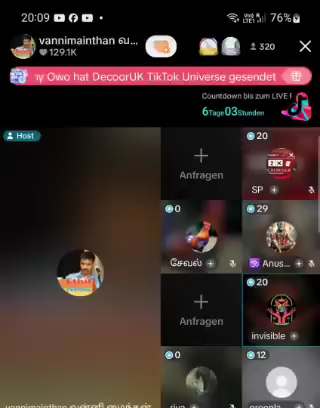 20:09
76%
vannimainthan வ...
129.1K
320
ny Owo hat DecoorUK TikTok Universe gesendet
Countdown bis zum LIVE !
6Tage03Stunden
Host
20
Anfragen
SP
0
29
சேவல்
Anus...
20
Anfragen
invisible
0
12